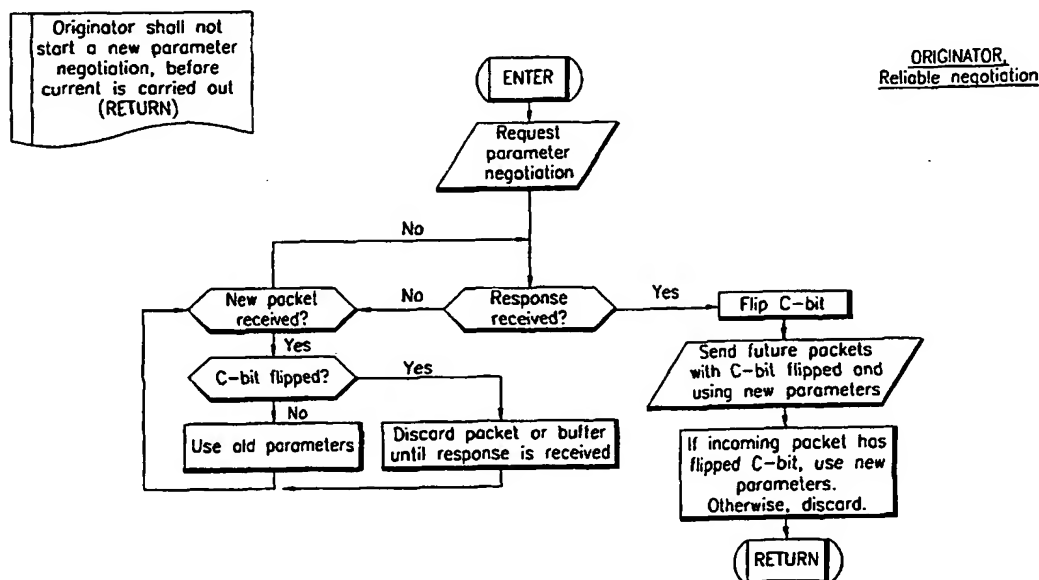 Originator shall not
start a new parameter
negotiation, before
current is carried out
(RETURN)
ORIGINATOR,
Reliable negotiation
ENTER
Request
parameter
negotiation
No
New packet
received?
No
Response
received?
Yes
Flip C-bit
Yes
C-bit flipped?
Yes
Send future packets
with C-bit flipped and
using new parameters
No
Use old parameters
Discard packet or buffer
until response is received
If incoming packet has
flipped C-bit, use new
parameters.
Otherwise, discard.
RETURN